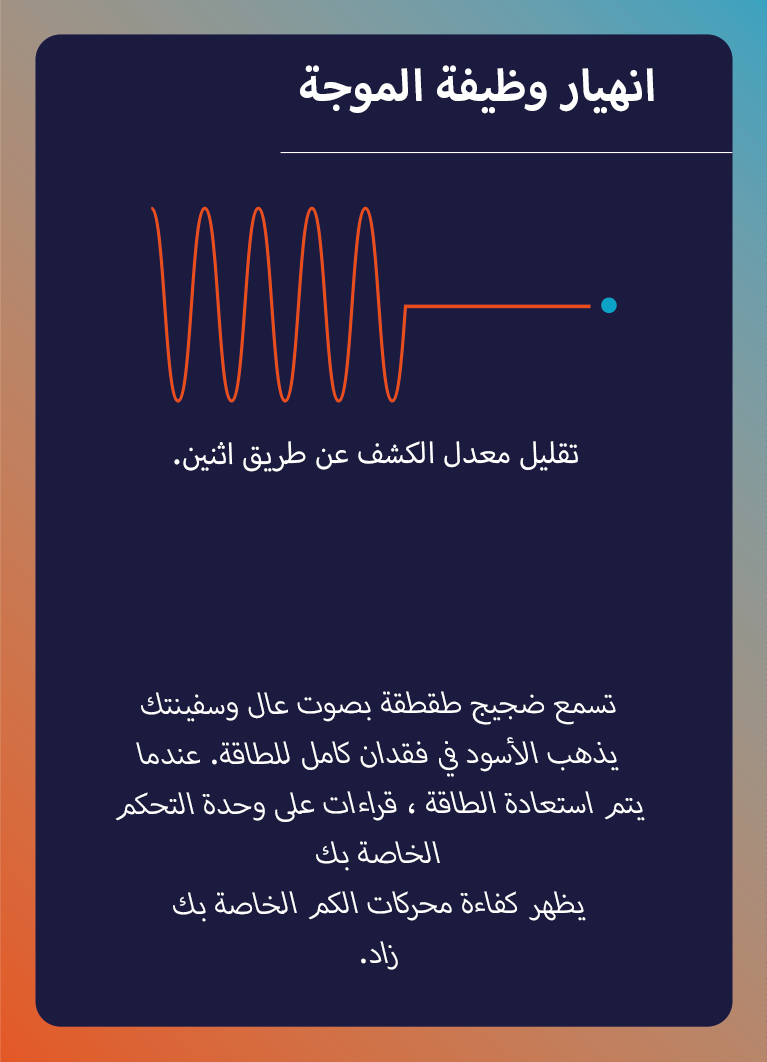 انهيار وظيفة الموجة
تقليل معدل الكشف عن طريق اثنين.
تسمع ضجيج طقطقة بصوت عال وسفينتك
يذهب الأسود في فقدان كامل للطاقة. عندما
يتم استعادة الطاقة ، قراءات على وحدة التحكم
الخاصة بك
يظهر كفاءة محركات الكم الخاصة بك
زاد.